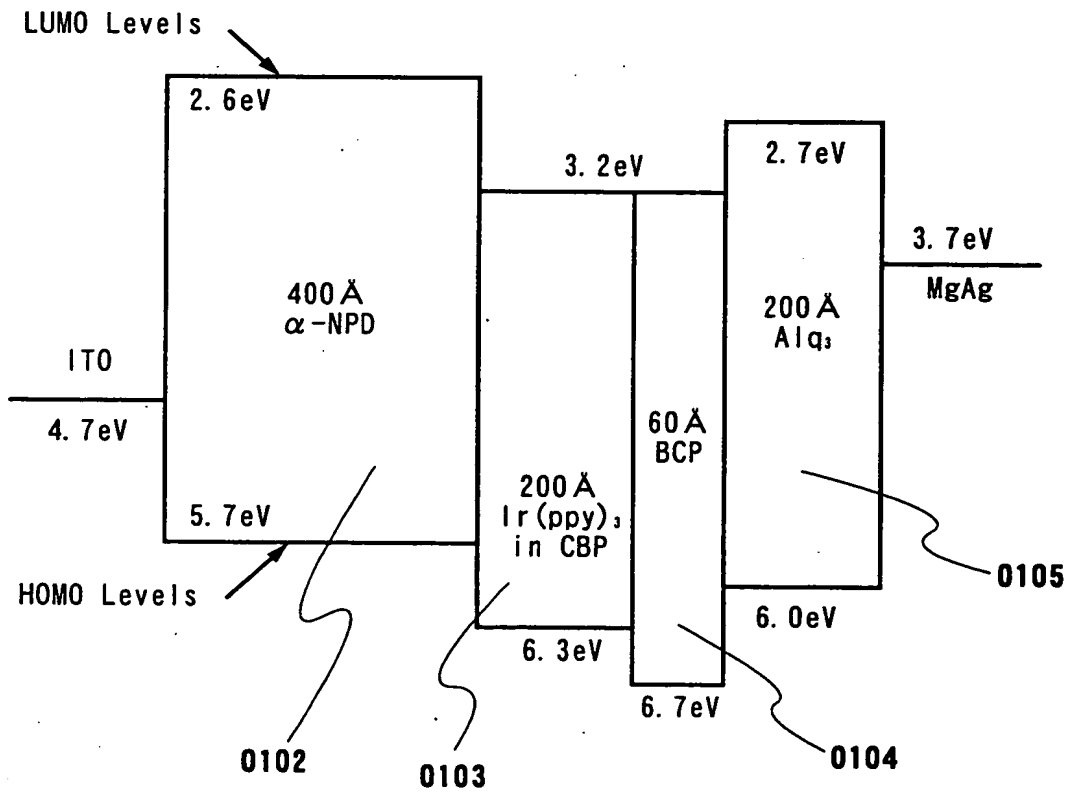 LUMO Levels
2.6eV
3.2eV
2.7eV
3.7eV
MgAg
400Å
α-NPD
200Å
Alq₃
ITO
4.7eV
60Å
BCP
200Å
Ir(ppy)₃
in CBP
5.7eV
HOMO Levels
0105
6.0eV
6.3eV
6.7eV
0102
0103
0104